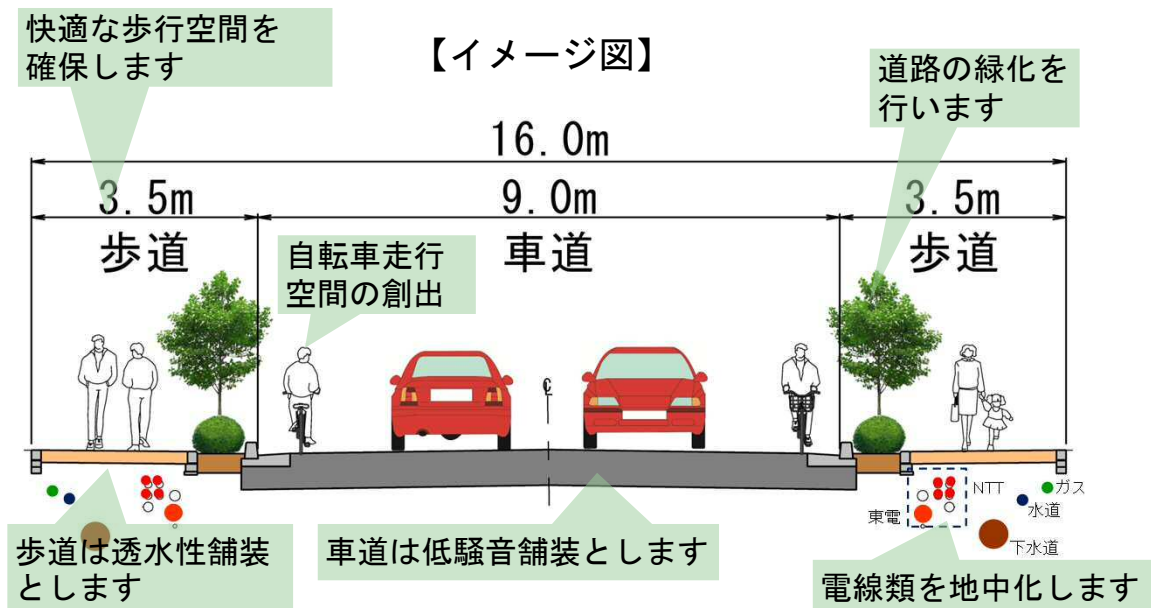 快適な歩行空間を
確保します
【イメージ図】
道路の緑化を
行います
16.0m
3.5m
9.0m
3.5m
歩道
車道
歩道
自転車走行
空間の創出
℄
NTT
ガス
東電
水道
下水道
歩道は透水性舗装
とします
車道は低騒音舗装とします
電線類を地中化します